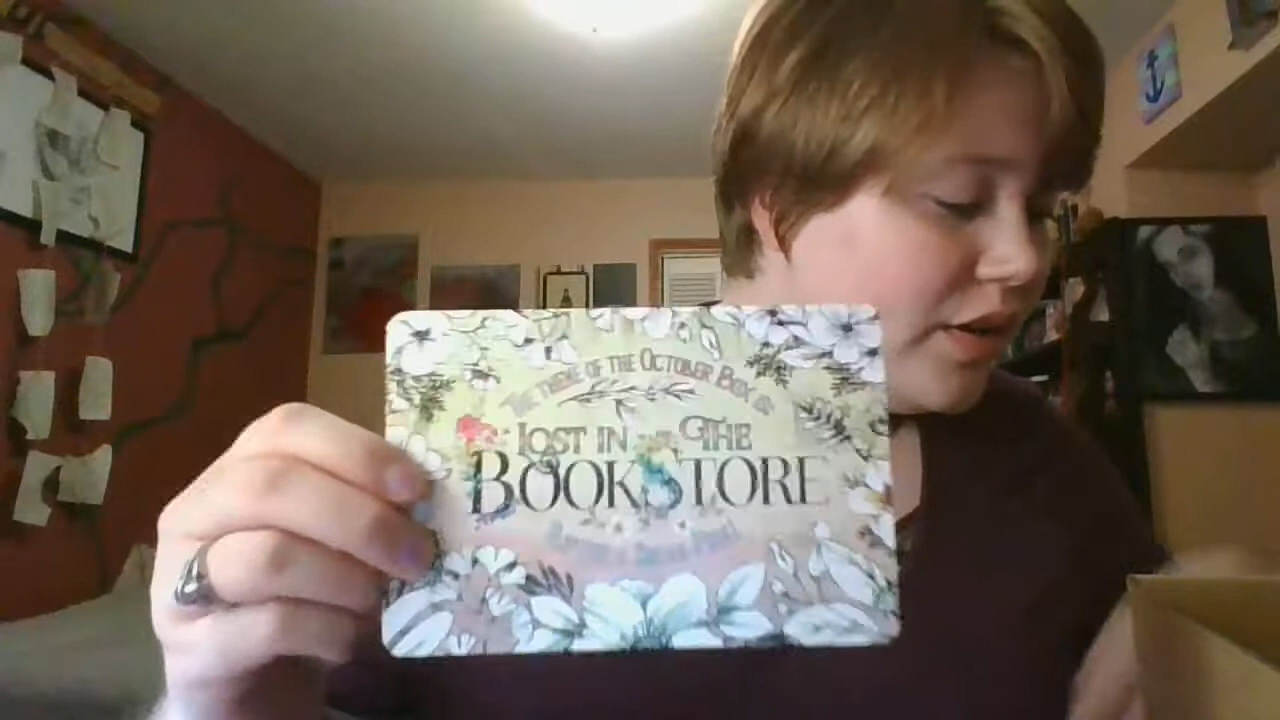 The theme of the October Box is
Lost in The
Bookstore